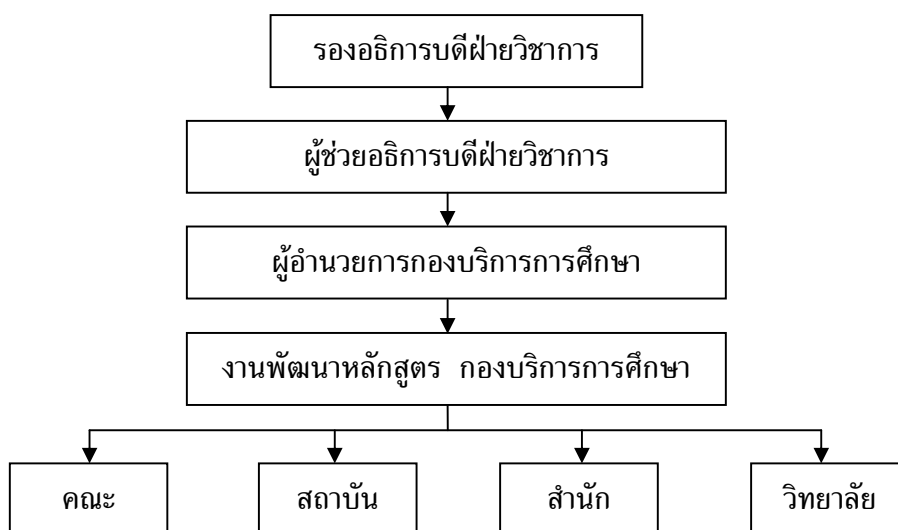 รองอธิการบดีฝ่ายวิชาการ
ผู้ช่วยอธิการบดีฝ่ายวิชาการ
ผู้อำนวยการกองบริการการศึกษา
งานพัฒนาหลักสูตร กองบริการการศึกษา
คณะ
สถาบัน
สำนัก
วิทยาลัย